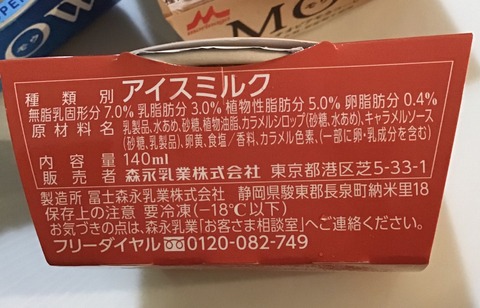 MO
OW
PE
種類別 アイスミルク
無脂乳固形分 7.0% 乳脂肪分 3.0% 植物性脂肪分 5.0% 卵脂肪分 0.4%
原材料名 乳製品、水あめ、砂糖、植物油脂、カラメルシロップ(砂糖、水あめ)、キャラメルソース
(砂糖、乳製品)、卵黄、食塩/香料、カラメル色素、(一部に卵・乳成分を含む)
内容量 140ml
販売者 森永乳業株式会社 東京都港区芝5-33-1
製造所 冨士森永乳業株式会社 静岡県駿東郡長泉町納米里18
保存上の注意 要冷凍(-18℃以下)
お気づきの点は、森永乳業「お客さま相談室」へご連絡ください。
フリーダイヤル 0120-082-749